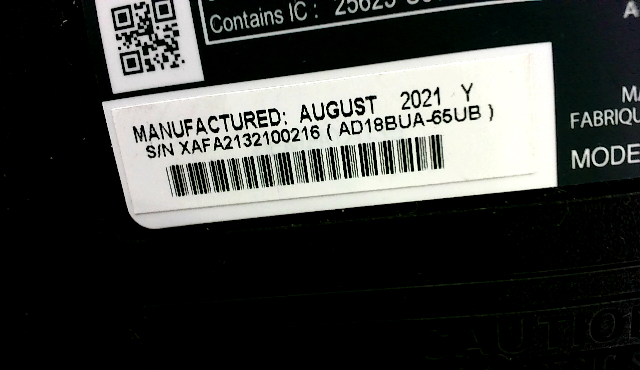 Contains IC :
MANUFACTURED: AUGUST 2021 Y
S/N XAFA2132100216 ( AD18BUA-65UB )
FABRIQU
MODE